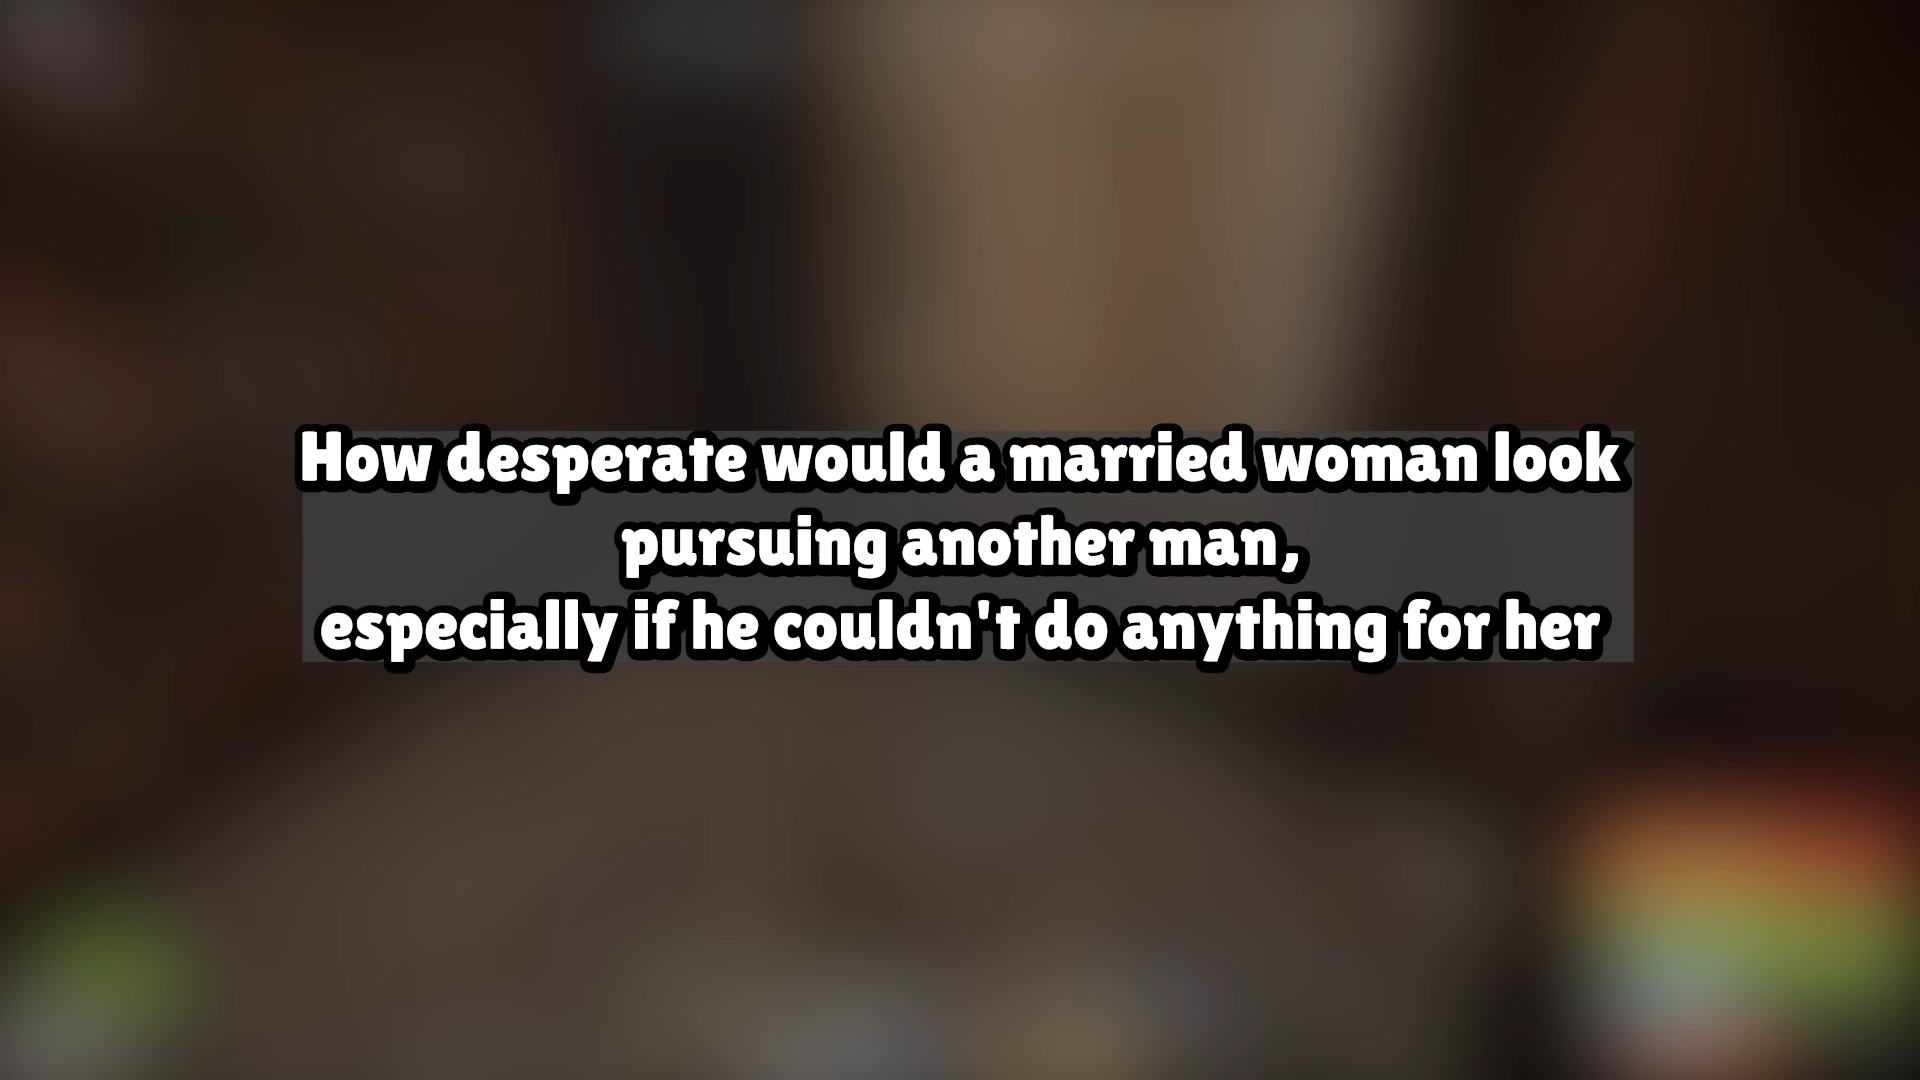 How desperate would a married woman look
pursuing another man,
especially if he couldn't do anything for her